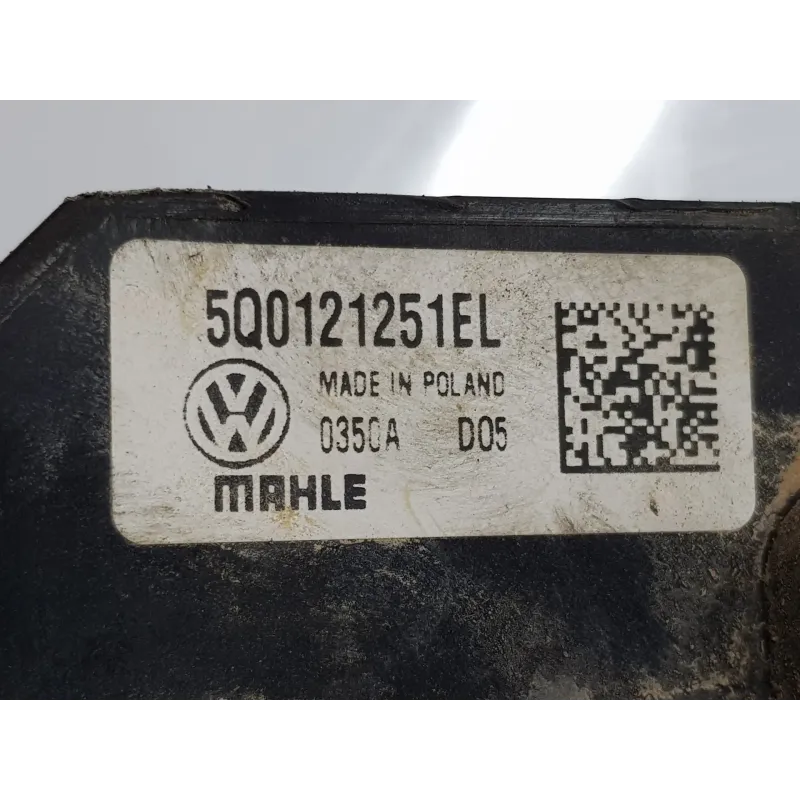 5Q0121251EL
MADE IN POLAND
0350A D05
MAHLE